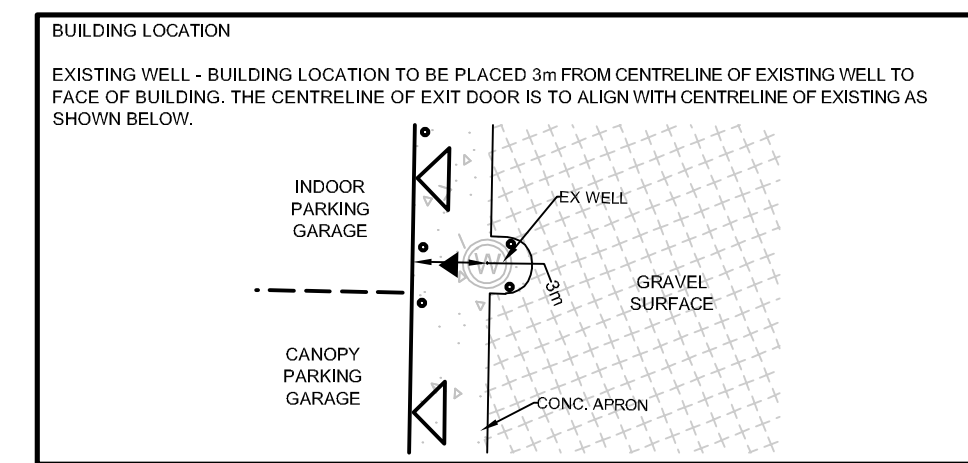 BUILDING LOCATION
EXISTING WELL - BUILDING LOCATION TO BE PLACED 3m FROM CENTRELINE OF EXISTING WELL TO
FACE OF BUILDING. THE CENTRELINE OF EXIT DOOR IS TO ALIGN WITH CENTRELINE OF EXISTING AS
SHOWN BELOW.
INDOOR
PARKING
GARAGE
EX WELL
W
3m
GRAVEL
SURFACE
CANOPY
PARKING
GARAGE
CONC. APRON